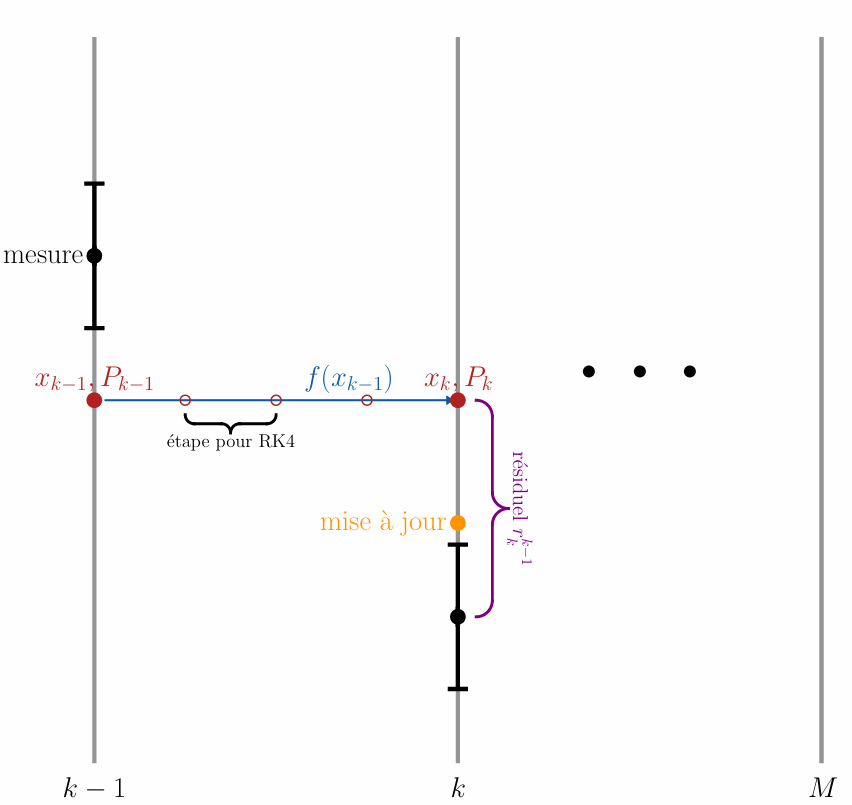 mesure
x_{k-1}, P_{k-1}
f(x_{k-1})
x_k, P_k
étape pour RK4
résiduel r_k^{k-1}
mise à jour
k − 1
k
M